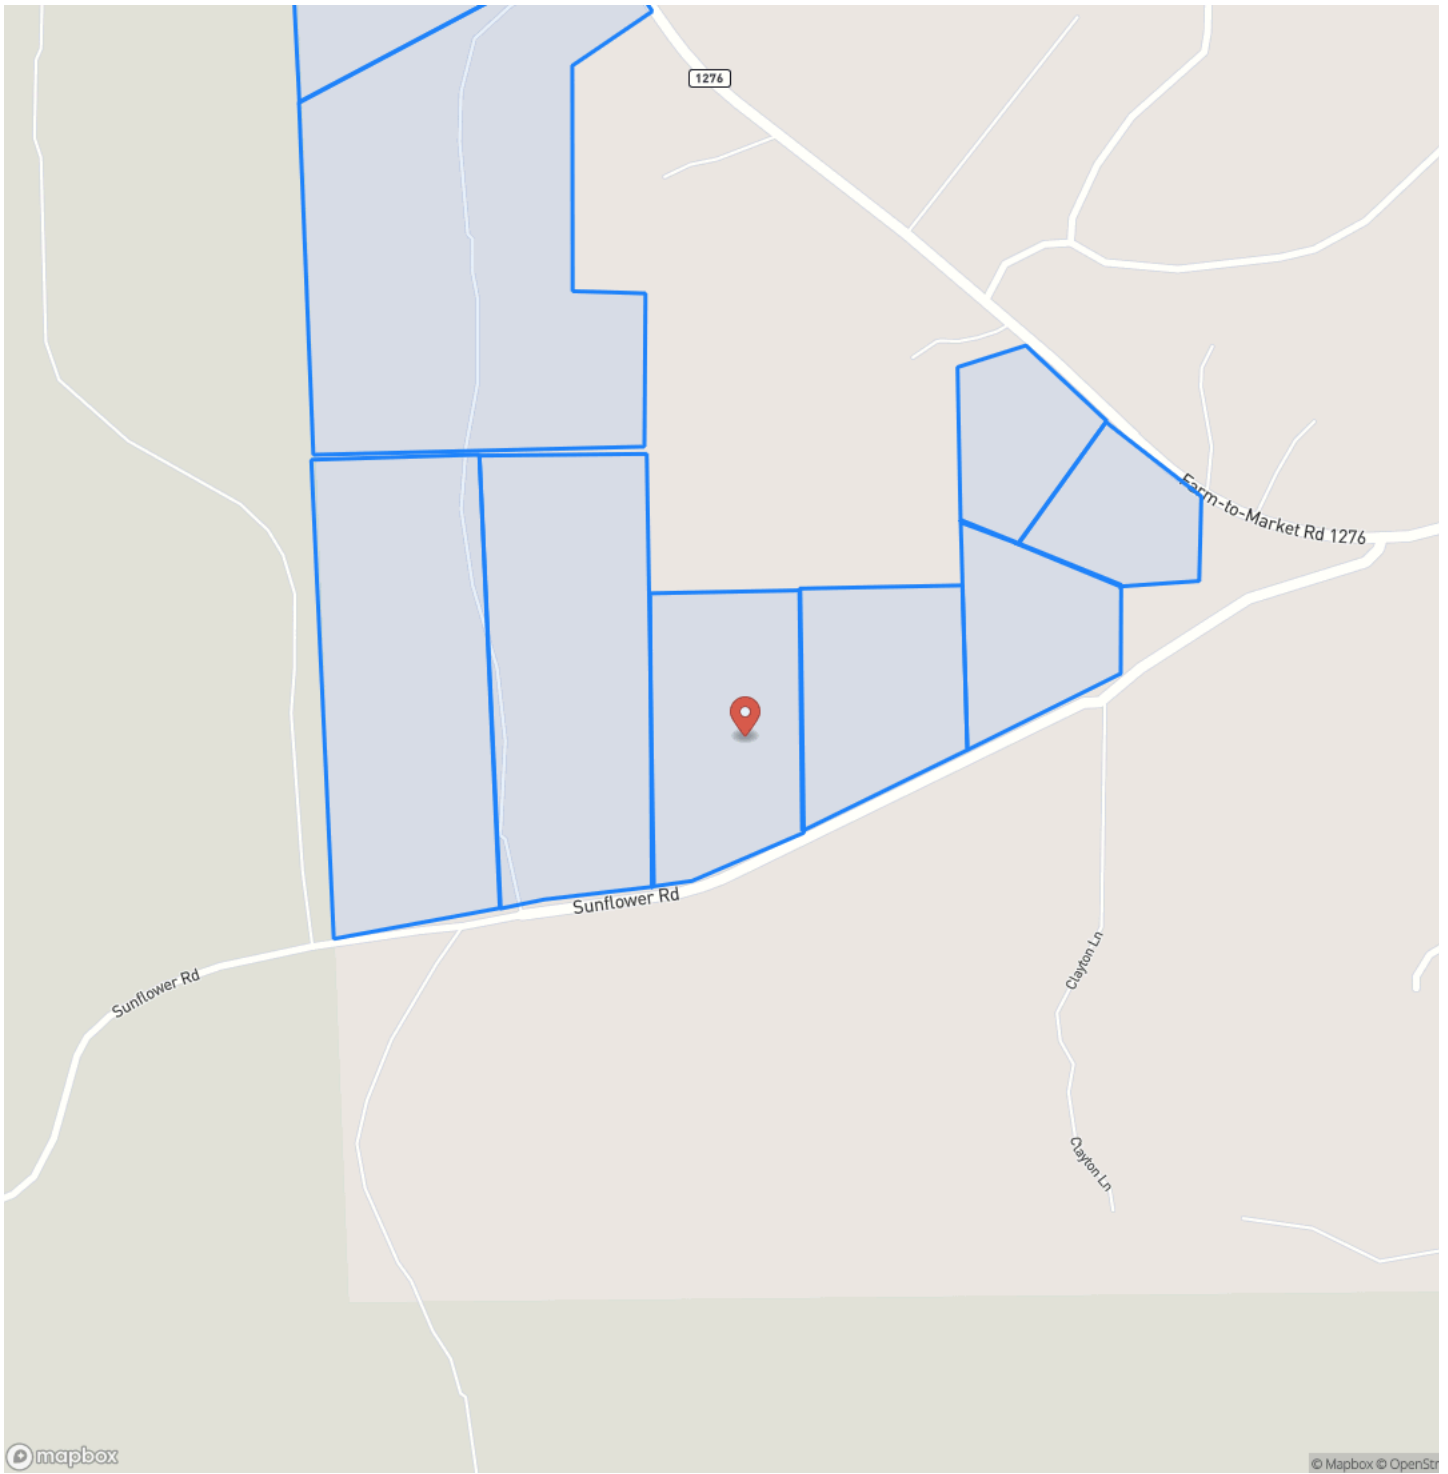 1276
Farm-to-Market Rd 1276
Sunflower Rd
Clayton Ln
Sunflower Rd
Clayton Ln
mapbox
© Mapbox © OpenStr